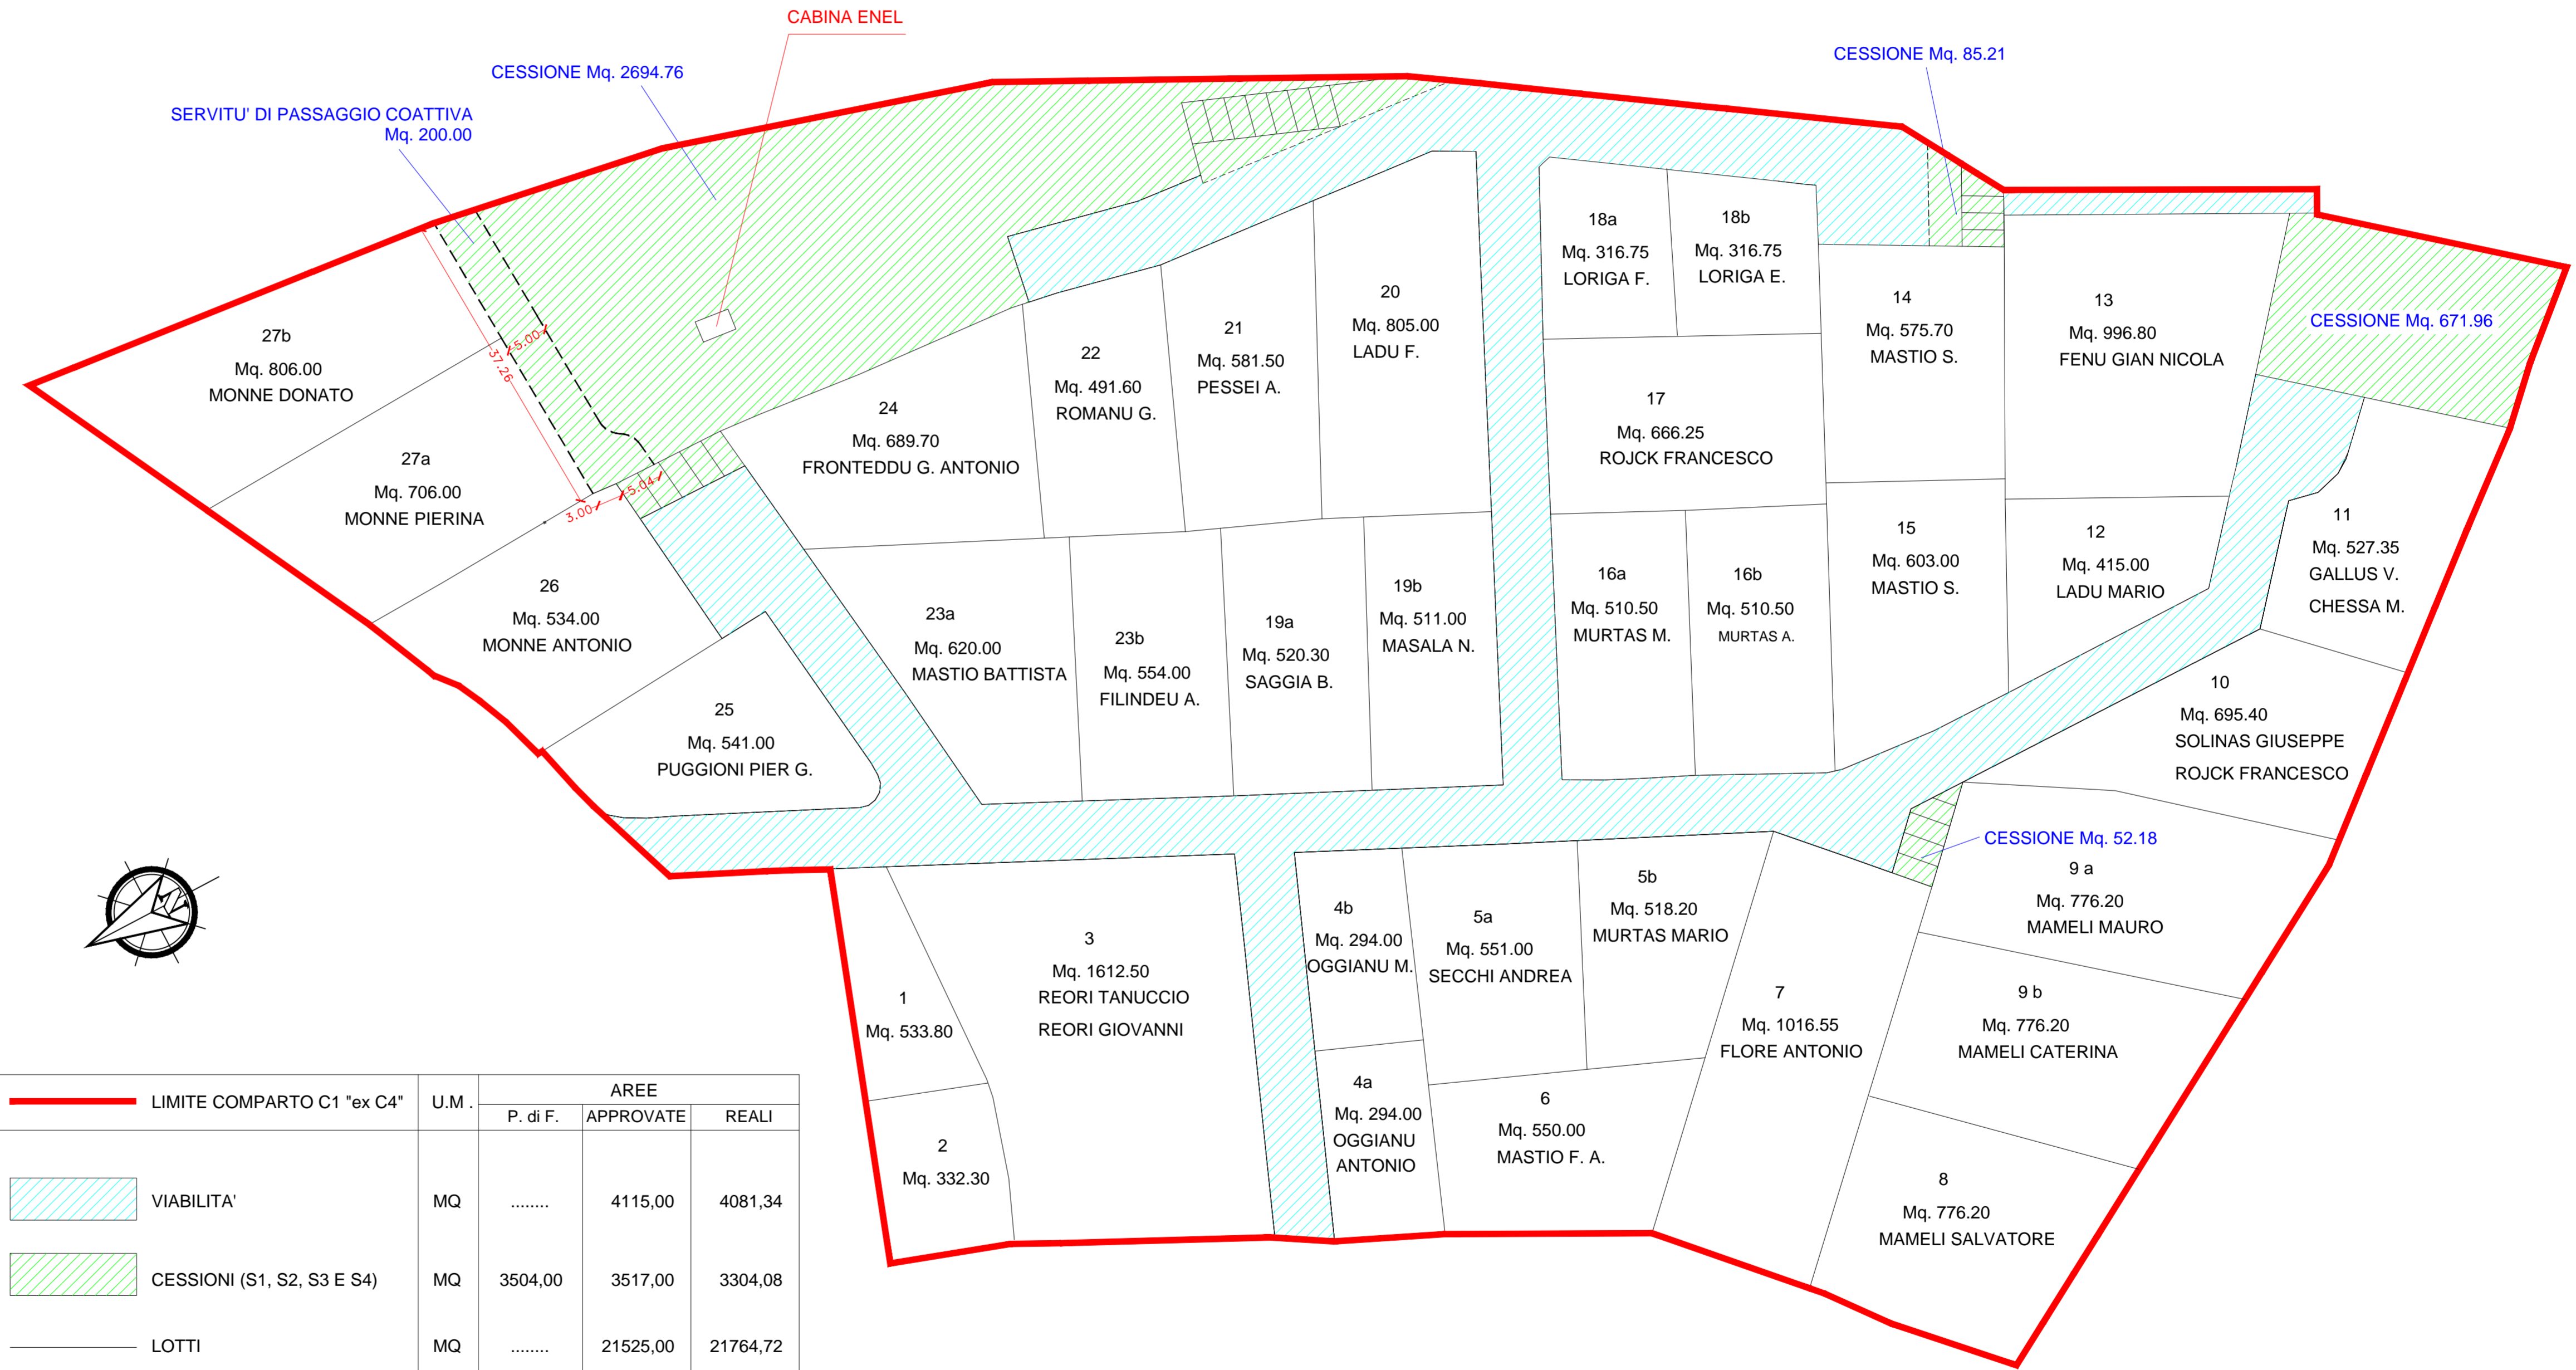 CABINA ENEL
CESSIONE Mq. 2694.76
CESSIONE Mq. 85.21
SERVITU' DI PASSAGGIO COATTIVA
Mq. 200.00
27b
Mq. 806.00
MONNE DONATO
27a
Mq. 706.00
MONNE PIERINA
26
Mq. 534.00
MONNE ANTONIO
25
Mq. 541.00
PUGGIONI PIER G.
37.26
5.00
3.00
5.04
24
Mq. 689.70
FRONTEDDU G. ANTONIO
22
Mq. 491.60
ROMANU G.
21
Mq. 581.50
PESSEI A.
20
Mq. 805.00
LADU F.
23a
Mq. 620.00
MASTIO BATTISTA
23b
Mq. 554.00
FILINDEU A.
19a
Mq. 520.30
SAGGIA B.
19b
Mq. 511.00
MASALA N.
18a
Mq. 316.75
LORIGA F.
18b
Mq. 316.75
LORIGA E.
17
Mq. 666.25
ROJCK FRANCESCO
16a
Mq. 510.50
MURTAS M.
16b
Mq. 510.50
MURTAS A.
14
Mq. 575.70
MASTIO S.
15
Mq. 603.00
MASTIO S.
13
Mq. 996.80
FENU GIAN NICOLA
CESSIONE Mq. 671.96
12
Mq. 415.00
LADU MARIO
11
Mq. 527.35
GALLUS V.
CHESSA M.
10
Mq. 695.40
SOLINAS GIUSEPPE
ROJCK FRANCESCO
CESSIONE Mq. 52.18
9 a
Mq. 776.20
MAMELI MAURO
9 b
Mq. 776.20
MAMELI CATERINA
8
Mq. 776.20
MAMELI SALVATORE
7
Mq. 1016.55
FLORE ANTONIO
5b
Mq. 518.20
MURTAS MARIO
5a
Mq. 551.00
SECCHI ANDREA
6
Mq. 550.00
MASTIO F. A.
4b
Mq. 294.00
OGGIANU M.
4a
Mq. 294.00
OGGIANU
ANTONIO
3
Mq. 1612.50
REORI TANUCCIO
REORI GIOVANNI
1
Mq. 533.80
2
Mq. 332.30
LIMITE COMPARTO C1 "ex C4" U.M . AREE
P. di F. APPROVATE REALI
VIABILITA' MQ ........ 4115,00 4081,34
CESSIONI (S1, S2, S3 E S4) MQ 3504,00 3517,00 3304,08
LOTTI MQ ........ 21525,00 21764,72